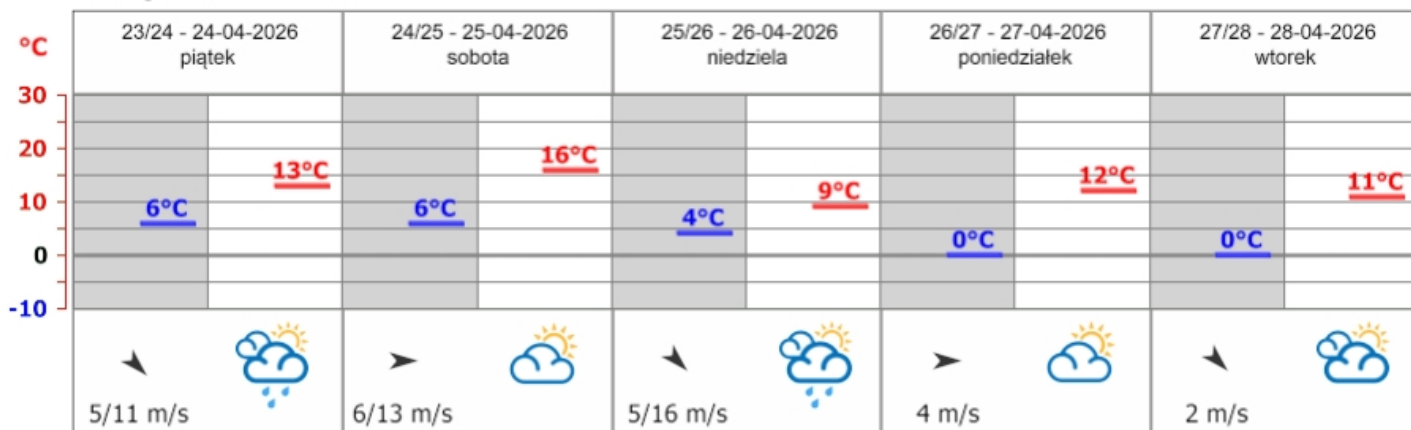 23/24 - 24-04-2026
piątek
24/25 - 25-04-2026
sobota
25/26 - 26-04-2026
niedziela
26/27 - 27-04-2026
poniedziałek
27/28 - 28-04-2026
wtorek
°C
30
20
10
0
-10
6°C
13°C
6°C
16°C
4°C
9°C
0°C
12°C
0°C
11°C
5/11 m/s
6/13 m/s
5/16 m/s
4 m/s
2 m/s